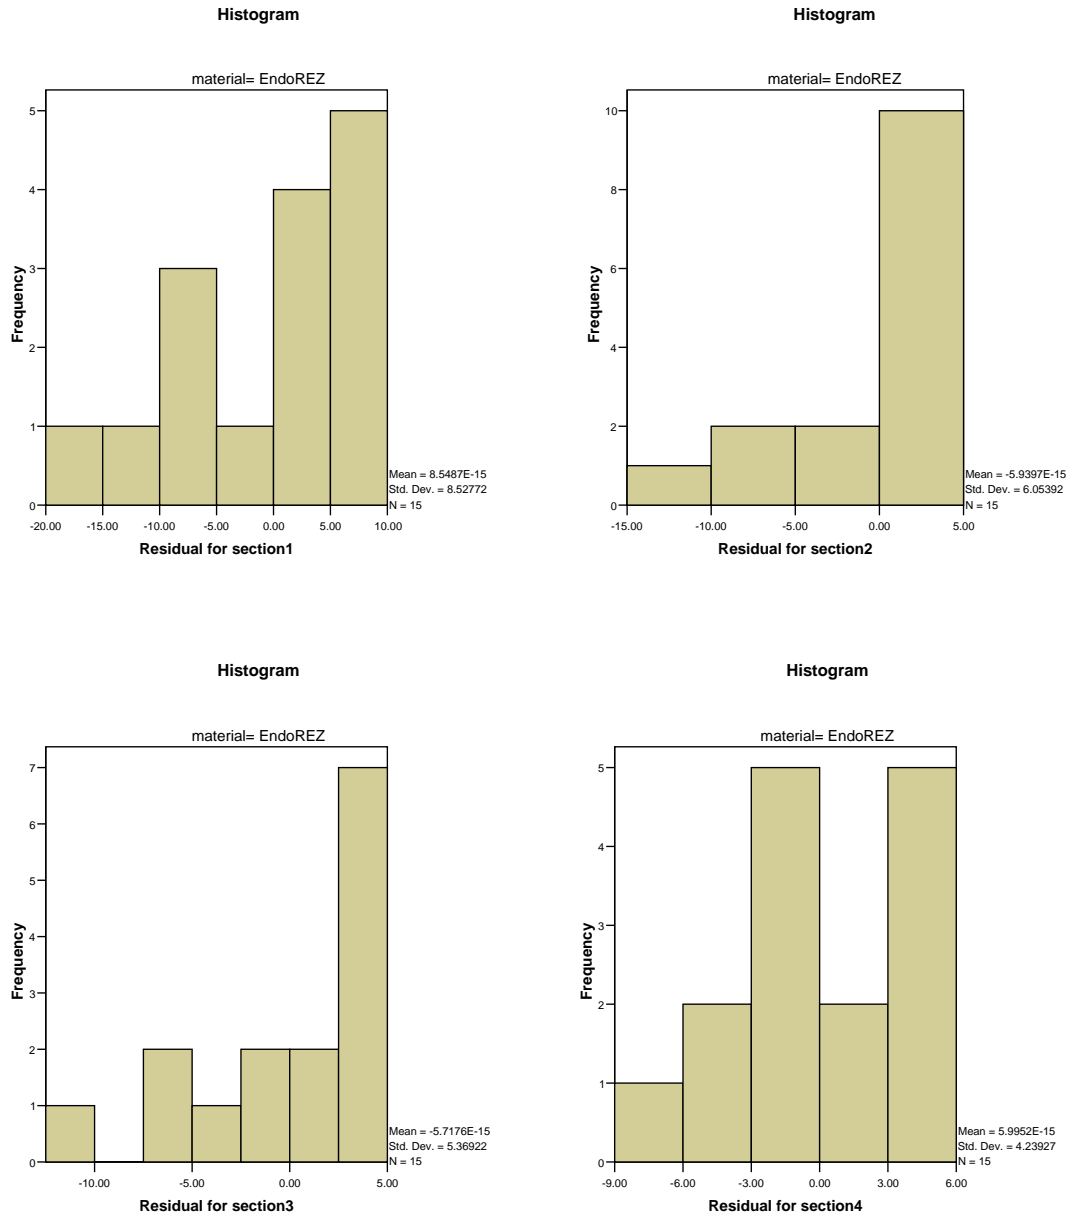 Histogram
material= EndoREZ
Frequency
5
4
3
2
1
0
-20.00 -15.00 -10.00 -5.00 0.00 5.00 10.00
Residual for section1
Mean = 8.5487E-15
Std. Dev. = 8.52772
N = 15
Histogram
material= EndoREZ
Frequency
10
8
6
4
2
0
-15.00 -10.00 -5.00 0.00 5.00
Residual for section2
Mean = -5.9397E-15
Std. Dev. = 6.05392
N = 15
Histogram
material= EndoREZ
Frequency
7
6
5
4
3
2
1
0
-10.00 -5.00 0.00 5.00
Residual for section3
Mean = -5.7176E-15
Std. Dev. = 5.36922
N = 15
Histogram
material= EndoREZ
Frequency
5
4
3
2
1
0
-9.00 -6.00 -3.00 0.00 3.00 6.00
Residual for section4
Mean = 5.9952E-15
Std. Dev. = 4.23927
N = 15